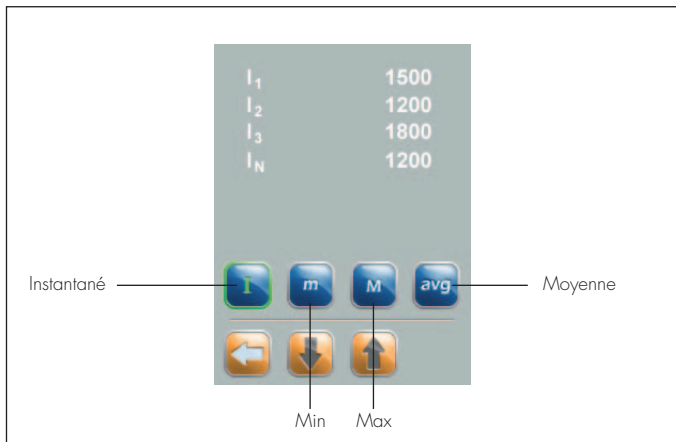 I₁ 1500
I₂ 1200
I₃ 1800
Iₙ 1200
Instantané I m M avg Moyenne
Min Max